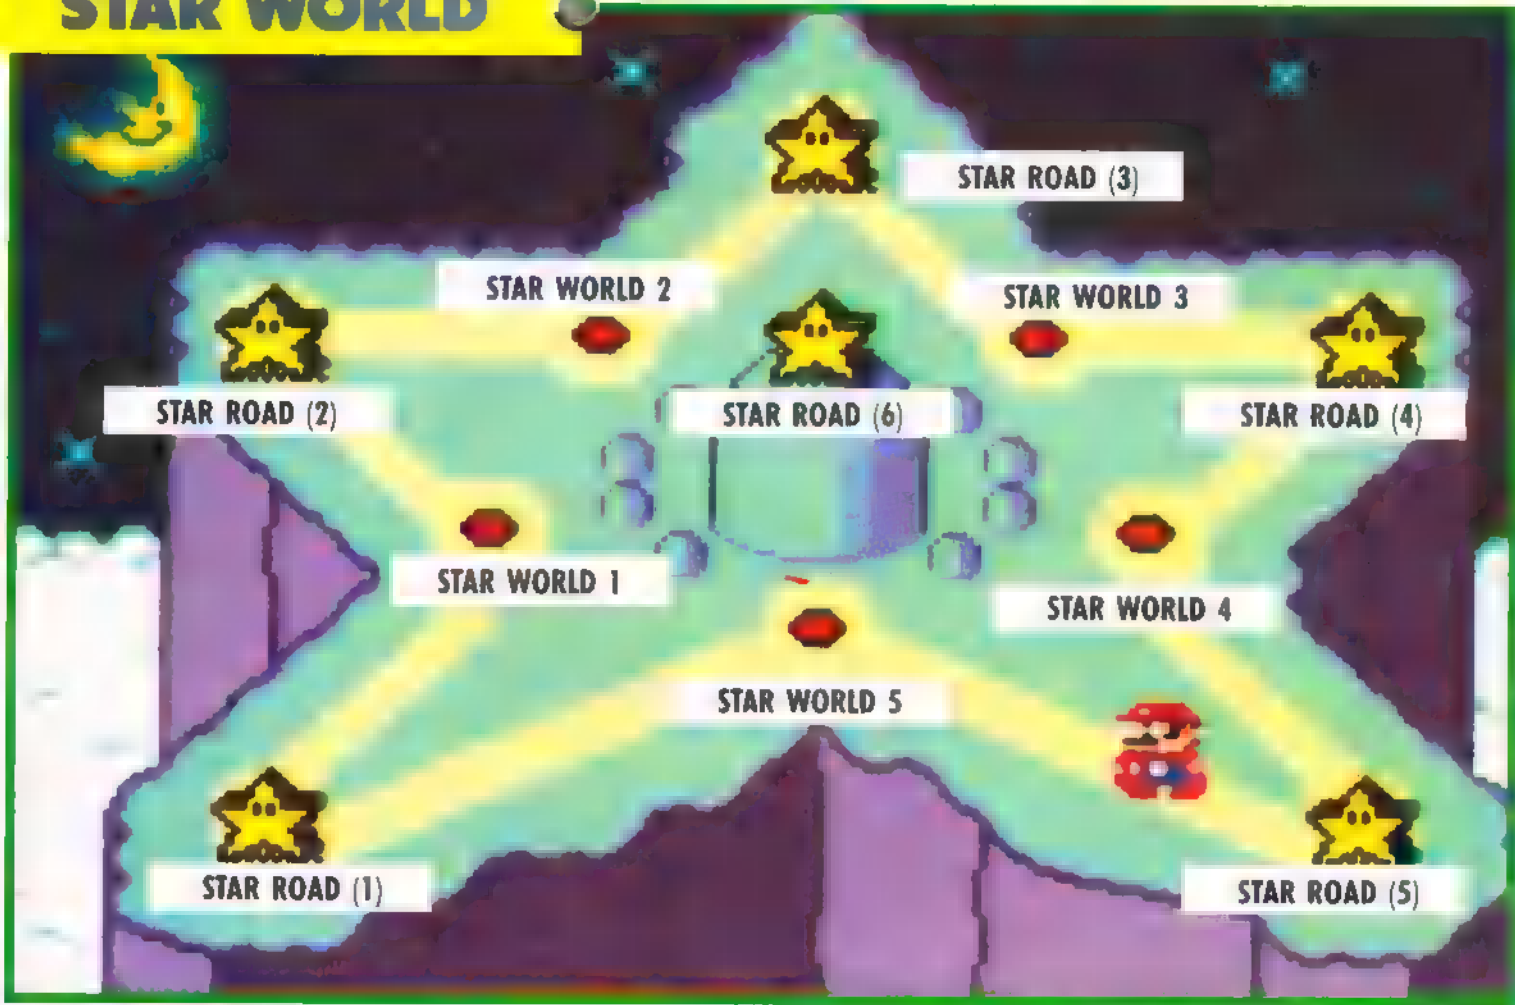 STAR WORLD
STAR ROAD (3)
STAR WORLD 2
STAR WORLD 3
STAR ROAD (2)
STAR ROAD (6)
STAR ROAD (4)
STAR WORLD 1
STAR WORLD 4
STAR WORLD 5
STAR ROAD (1)
STAR ROAD (5)